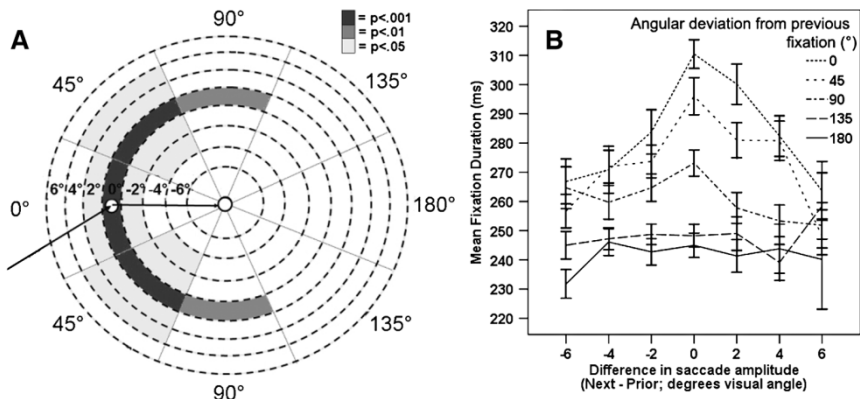 A
= p<.001
= p<.01
= p<.05
90°
45°
135°
6° 4° 2° 0° -2° -4° -6°
0°
180°
45°
135°
90°
B
Angular deviation from previous
fixation (°)
0
45
90
135
180
Mean Fixation Duration (ms)
320
310
300
290
280
270
260
250
240
230
220
-6 -4 -2 0 2 4 6
Difference in saccade amplitude
(Next - Prior; degrees visual angle)